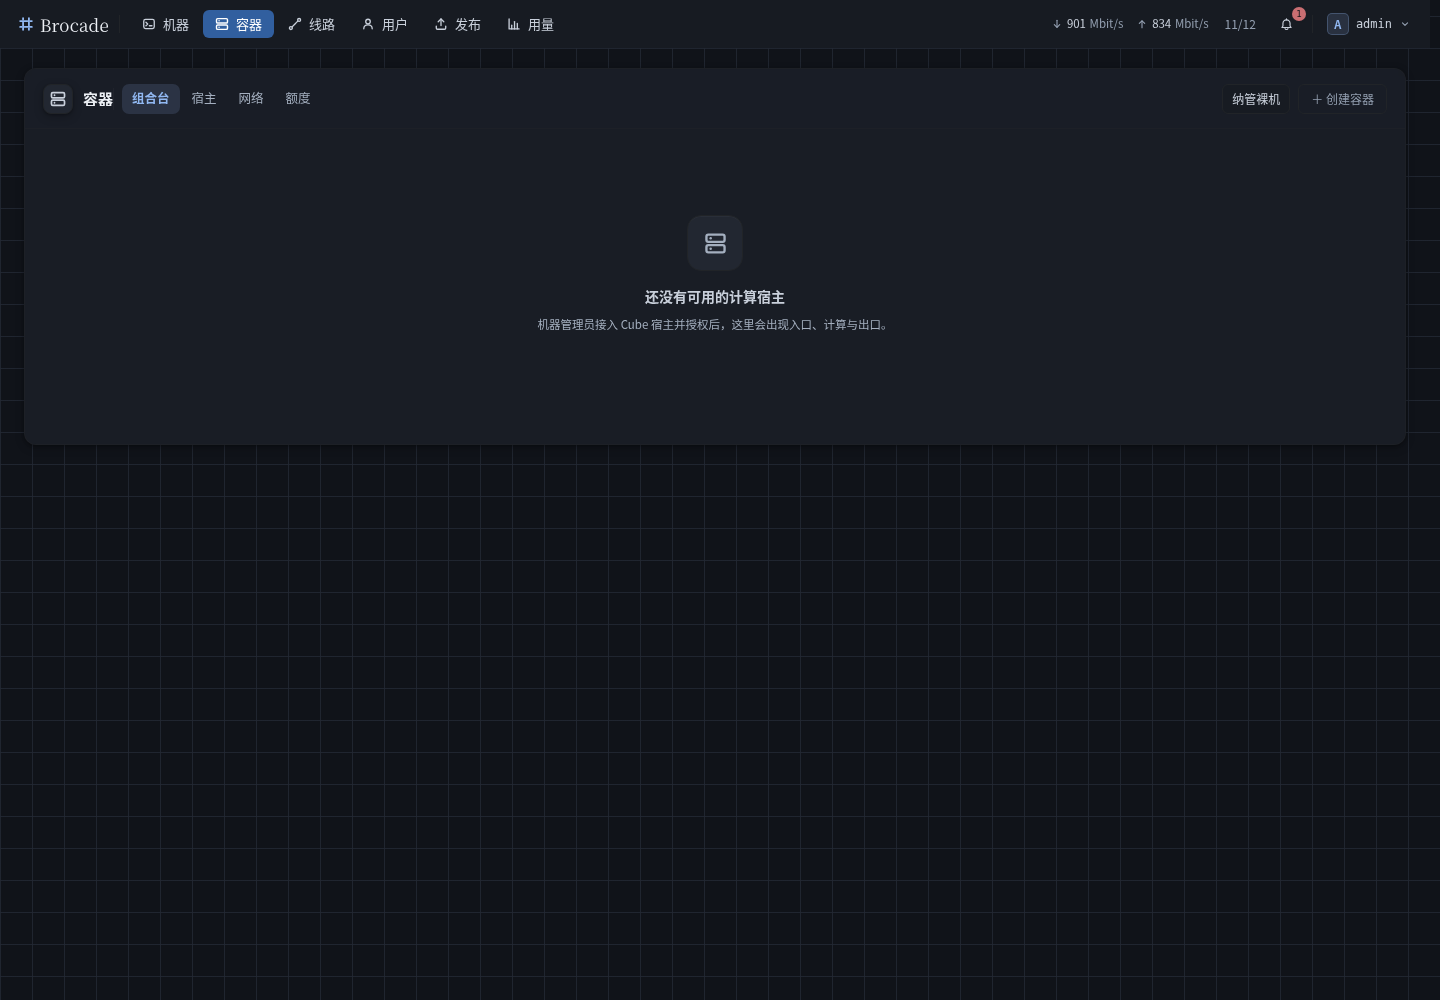 Brocade 机器 容器 线路 用户 发布 用量 ↓ 901 Mbit/s ↑ 834 Mbit/s 11/12 1 A admin
容器 组合台 宿主 网络 额度 纳管裸机 + 创建容器
还没有可用的计算宿主
机器管理员接入 Cube 宿主并授权后，这里会出现入口、计算与出口。